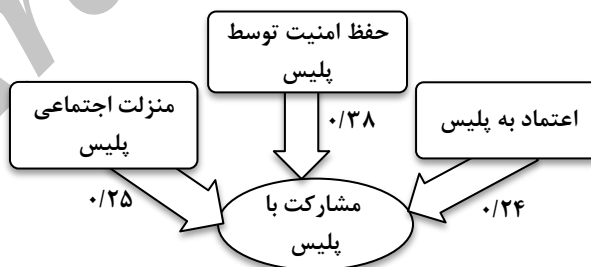 حفظ امنیت توسط
پلیس
منزلت اجتماعی
پلیس
اعتماد به پلیس
۰/۳۸
۰/۲۵
۰/۲۴
مشارکت با
پلیس